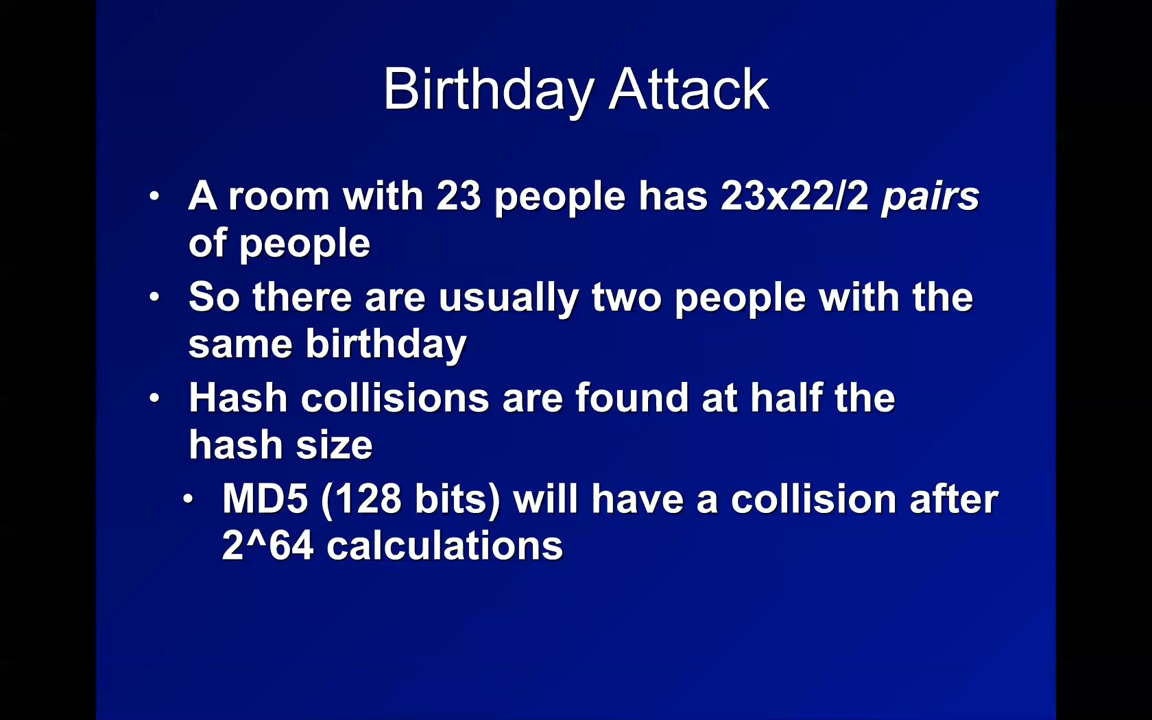 Birthday Attack
• A room with 23 people has 23x22/2 pairs
of people
• So there are usually two people with the
same birthday
• Hash collisions are found at half the
hash size
• MD5 (128 bits) will have a collision after
2^64 calculations